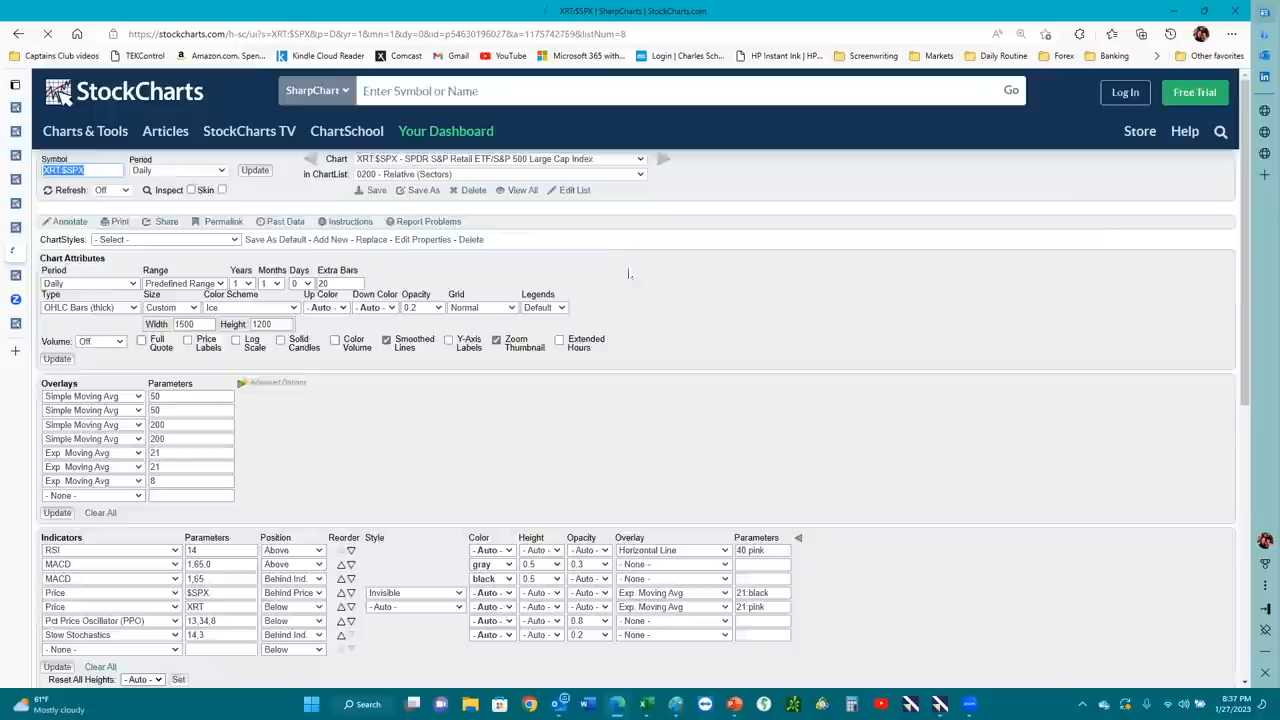 XRT:$SPX | SharpCharts | StockCharts.com
https://stockcharts.com/h-sc/ui?s=XRT:$SPX&p=D&yr=1&mn=1&dy=0&id=p54630196027&a=1175742759&listNum=8
Captains Club videos TEKControl Amazon.com. Spen... Kindle Cloud Reader Comcast Gmail YouTube Microsoft 365 with... Login | Charles Sch... HP Instant Ink | HP... Screenwriting Markets Daily Routine Forex Banking Other favorites
StockCharts SharpChart Enter Symbol or Name Go Log In Free Trial
Charts & Tools Articles StockCharts TV ChartSchool Your Dashboard Store Help
Symbol Period Chart XRT:$SPX - SPDR S&P Retail ETF/S&P 500 Large Cap Index
XRT:$SPX Daily Update in ChartList: 0200 - Relative (Sectors)
Refresh: Off Inspect Skin Save Save As Delete View All Edit List
Annotate Print Share Permalink Past Data Instructions Report Problems
ChartStyles: - Select - Save As Default - Add New - Replace - Edit Properties - Delete
Chart Attributes
Period Range Years Months Days Extra Bars
Daily Predefined Range 1 1 0 20
Type Size Color Scheme Up Color Down Color Opacity Grid Legends
OHLC Bars (thick) Custom Ice - Auto - - Auto - 0.2 Normal Default
Width 1500 Height: 1200
Volume: Off Full Quote Price Labels Log Scale Solid Candles Color Volume Smoothed Lines Y-Axis Labels Zoom Thumbnail Extended Hours
Update
Overlays Parameters Advanced Options
Simple Moving Avg 50
Simple Moving Avg 50
Simple Moving Avg 200
Simple Moving Avg 200
Exp. Moving Avg 21
Exp. Moving Avg 21
Exp. Moving Avg 8
- None -
Update Clear All
Indicators Parameters Position Reorder Style Color Height Opacity Overlay Parameters
RSI 14 Above - Auto - - Auto - - Auto - Horizontal Line 40 pink
MACD 1,65,0 Above gray 0.5 0.3 - None -
MACD 1,65 Behind Ind. black 0.5 - Auto - - None -
Price $SPX Behind Price Invisible - Auto - - Auto - - Auto - Exp. Moving Avg 21:black
Price XRT Below - Auto - - Auto - - Auto - - Auto - Exp. Moving Avg 21 pink
Pct Price Oscillator (PPO) 13,34,8 Below - Auto - - Auto - 0.8 - None -
Slow Stochastics 14,3 Behind Ind. - Auto - - Auto - 0.2 - None -
- None - Below
Update Clear All
Reset All Heights: - Auto - Set
61°F
Mostly cloudy
Search
8:37 PM
1/27/2023